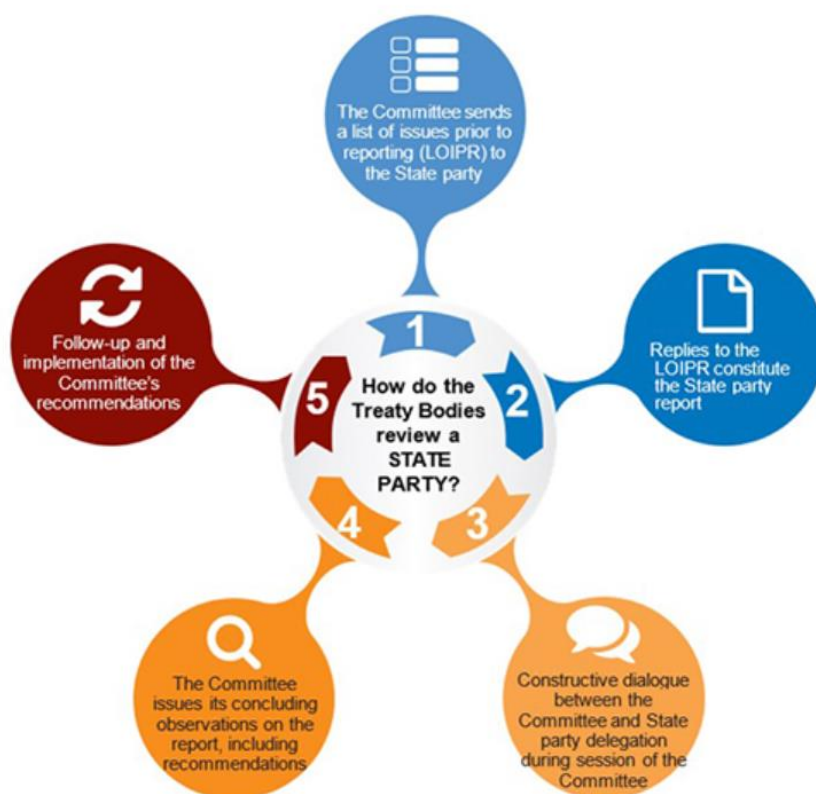 The Committee sends
a list of issues prior to
reporting (LOIPR) to
the State party
1
Replies to the
LOIPR constitute
the State party
report
2
Constructive dialogue
between the
Committee and State
party delegation
during session of the
Committee
3
The Committee
issues its concluding
observations on the
report, including
recommendations
4
Follow-up and
implementation of the
Committee's
recommendations
5
How do the
Treaty Bodies
review a
STATE
PARTY?